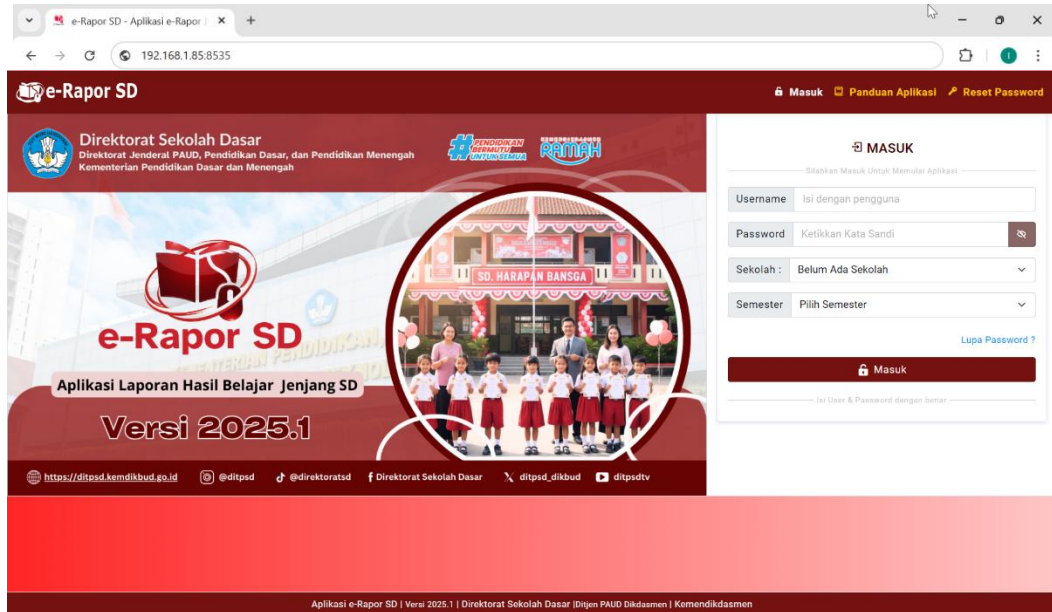 e-Rapor SD - Aplikasi e-Rapor
192.168.1.85:8535
e-Rapor SD
Masuk
Panduan Aplikasi
Reset Password
Direktorat Sekolah Dasar
Direktorat Jenderal PAUD, Pendidikan Dasar, dan Pendidikan Menengah
Kementerian Pendidikan Dasar dan Menengah
#PENDIDIKAN
BERMUTU
UNTUK SEMUA
RAMAH
SD. HARAPAN BANSGA
e-Rapor SD
Aplikasi Laporan Hasil Belajar Jenjang SD
Versi 2025.1
https://ditpsd.kemdikbud.go.id
@ditpsd
@direktoratsd
Direktorat Sekolah Dasar
ditpsd_dikbud
ditpsdtv
MASUK
Silahkan Masuk Untuk Memulai Aplikasi
Username
Isi dengan pengguna
Password
Ketikkan Kata Sandi
Sekolah :
Belum Ada Sekolah
Semester
Pilih Semester
Lupa Password ?
Masuk
Isi User & Password dengan benar
Aplikasi e-Rapor SD | Versi 2025.1 | Direktorat Sekolah Dasar |Ditjen PAUD Dikdasmen | Kemendikdasmen